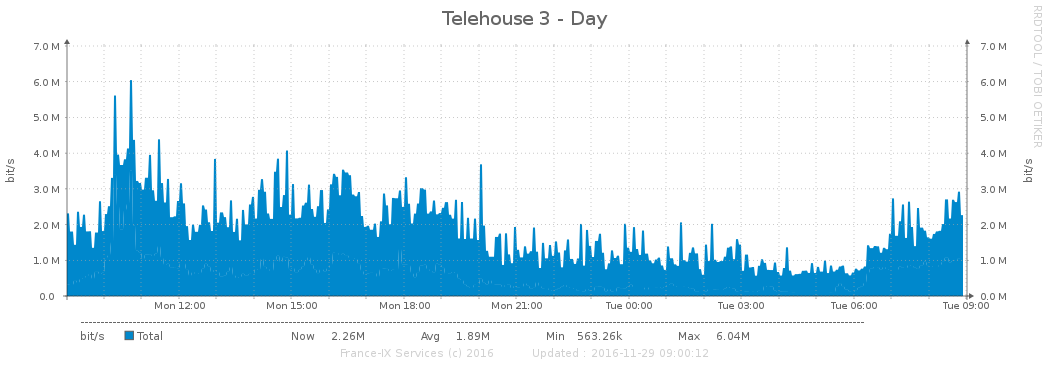 Telehouse 3 - Day
RRDTOOL / TOBI OETIKER
bit/s
bit/s
7.0 M 7.0 M
6.0 M 6.0 M
5.0 M 5.0 M
4.0 M 4.0 M
3.0 M 3.0 M
2.0 M 2.0 M
1.0 M 1.0 M
0.0 0.0 M
Mon 12:00 Mon 15:00 Mon 18:00 Mon 21:00 Tue 00:00 Tue 03:00 Tue 06:00 Tue 09:00
bit/s Total Now 2.26M Avg 1.89M Min 563.26k Max 6.04M
France-IX Services (c) 2016 Updated : 2016-11-29 09:00:12